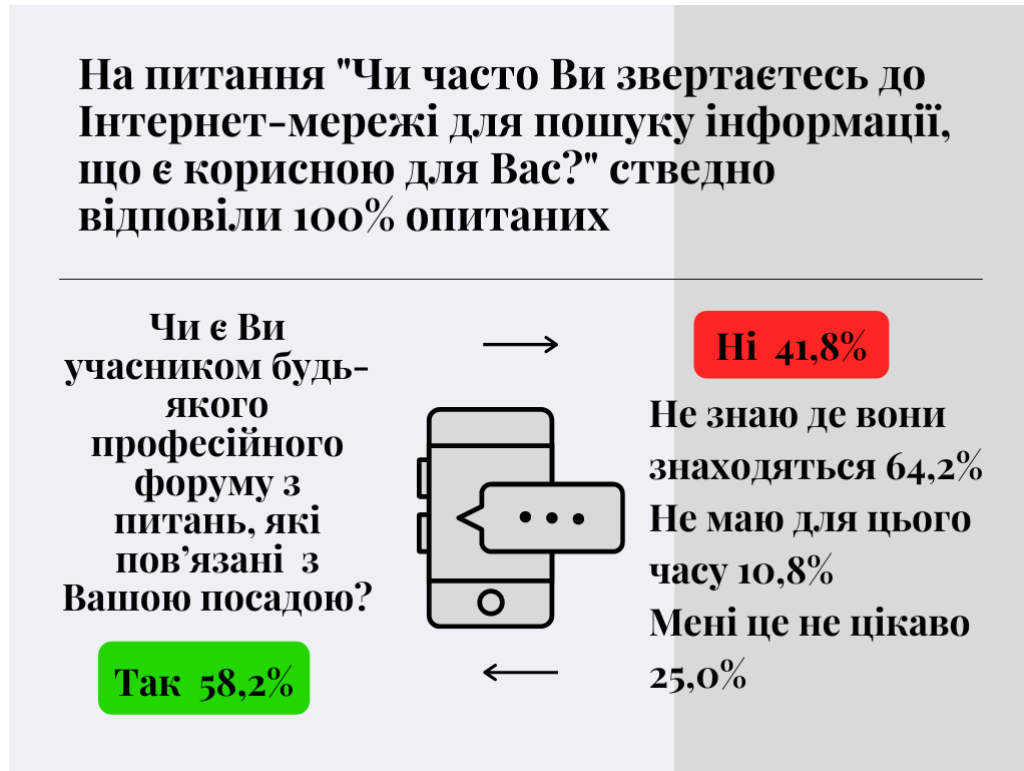 На питання "Чи часто Ви звертаєтесь до
Інтернет-мережі для пошуку інформації,
що є корисною для Вас?" стведно
відповіли 100% опитаних
Чи є Ви
учасником будь-
якого
професійного
форуму з
питань, які
пов’язані з
Вашою посадою?
Так 58,2%
Ні 41,8%
Не знаю де вони
знаходяться 64,2%
Не маю для цього
часу 10,8%
Мені це не цікаво
25,0%